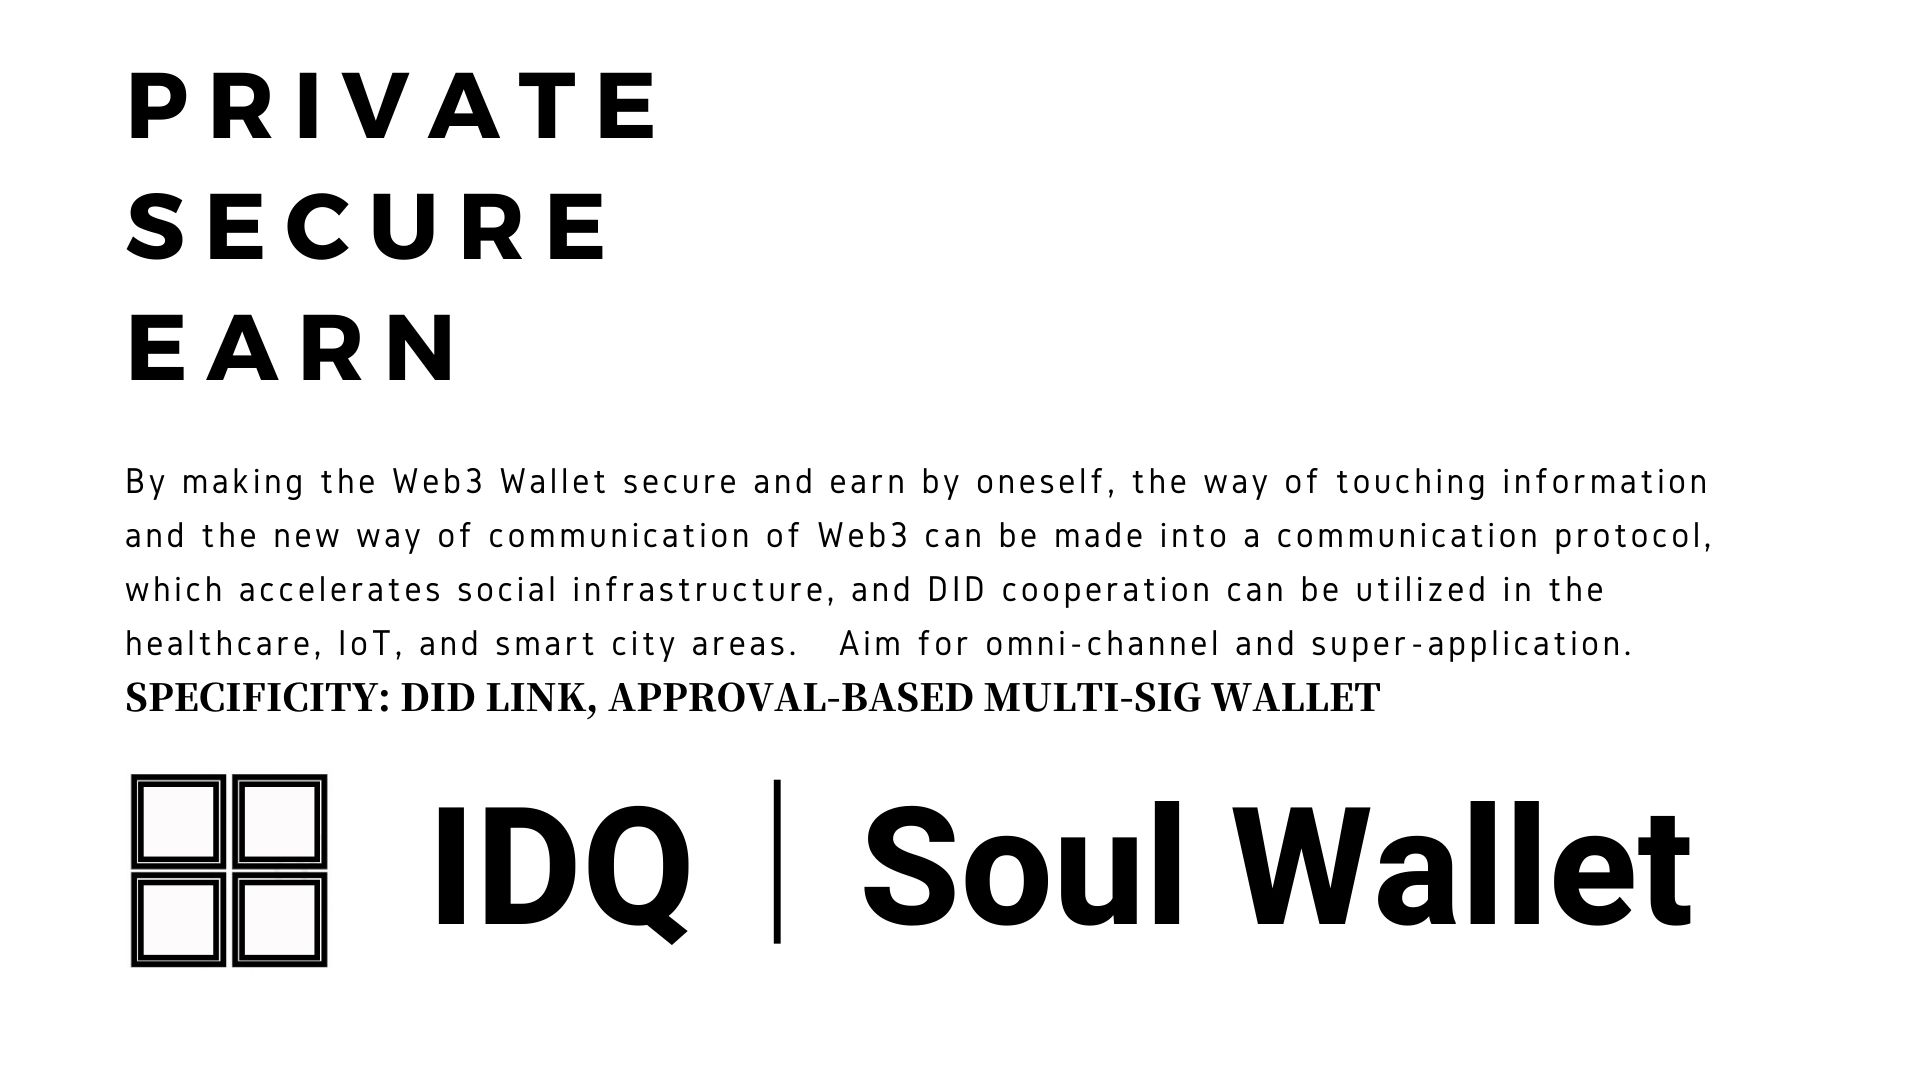 PRIVATE
SECURE
EARN
By making the Web3 Wallet secure and earn by oneself, the way of touching information
and the new way of communication of Web3 can be made into a communication protocol,
which accelerates social infrastructure, and DID cooperation can be utilized in the
healthcare, IoT, and smart city areas.　Aim for omni-channel and super-application.
SPECIFICITY: DID LINK, APPROVAL-BASED MULTI-SIG WALLET
IDQ | Soul Wallet